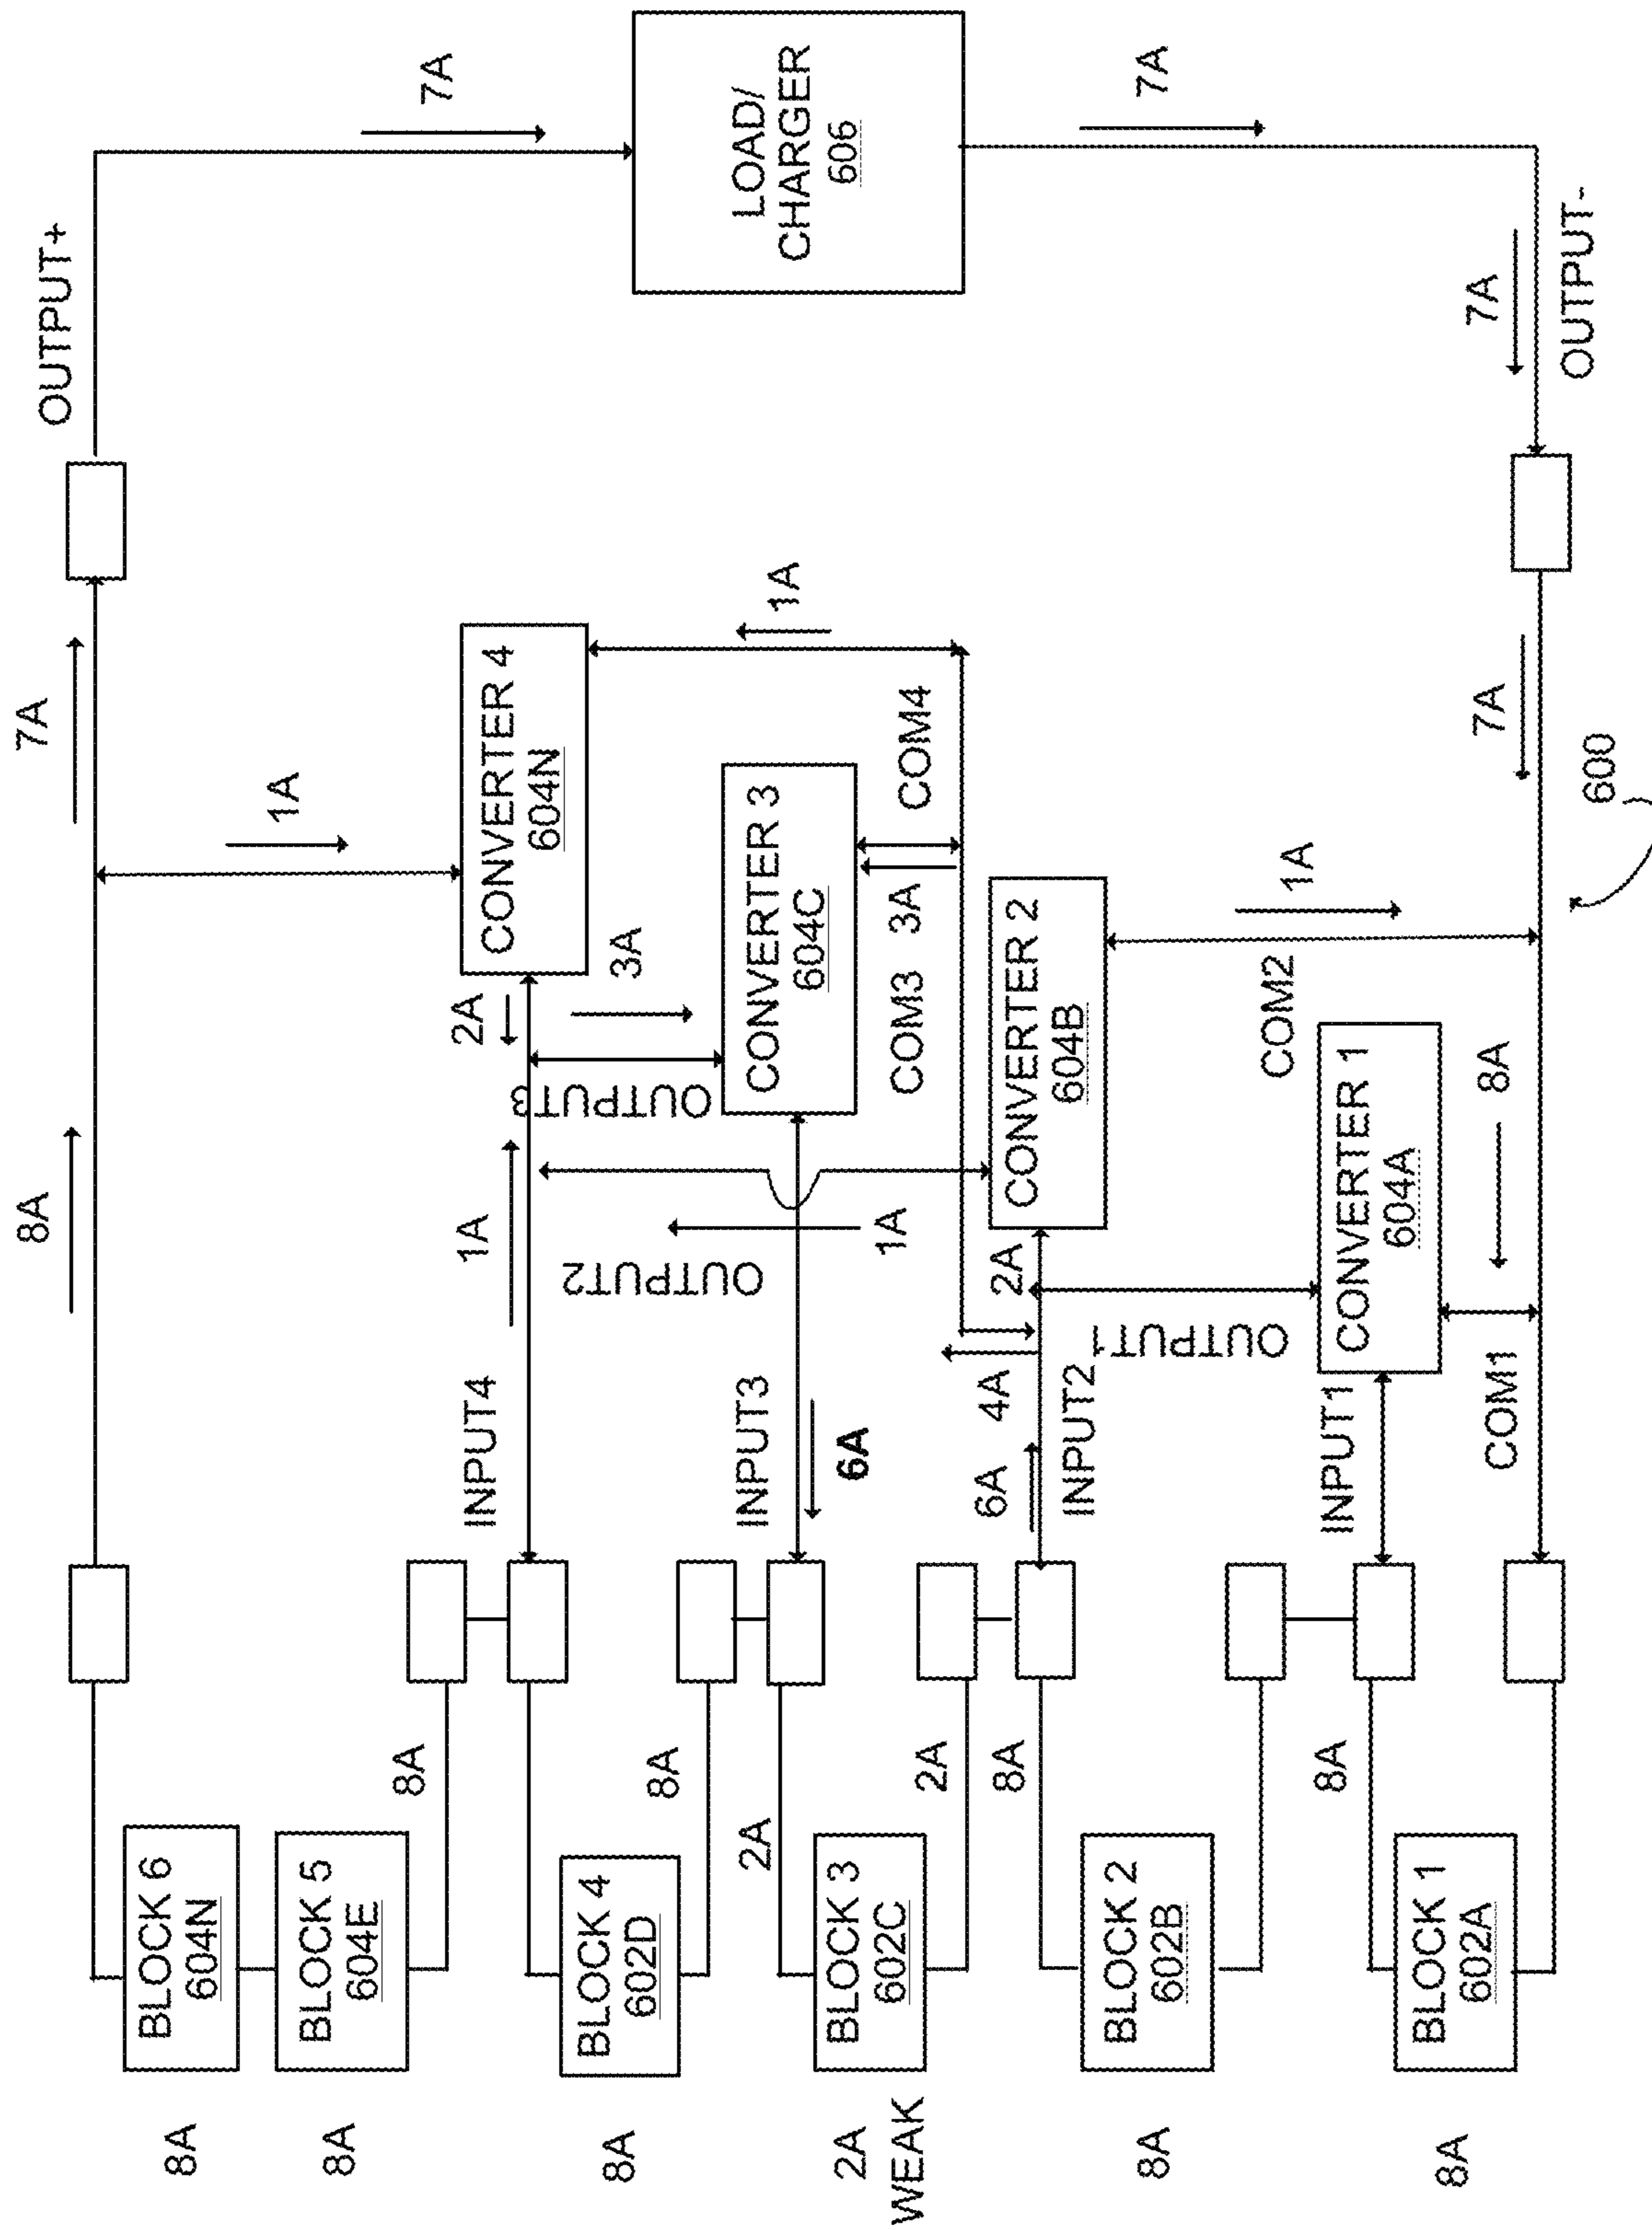 8A
8A
8A
2A
WEAK
8A
8A
BLOCK 6
604N
BLOCK 5
604E
BLOCK 4
602D
BLOCK 3
602C
BLOCK 2
602B
BLOCK 1
602A
8A
8A
2A
2A
8A
8A
INPUT4
INPUT3
6A
6A
4A
INPUT2
INPUT1
COM1
8A
1A
OUTPUT2
1A
2A
OUTPUT1
8A
2A
3A
OUTPUT3
CONVERTER 4
604N
CONVERTER 3
604C
CONVERTER 2
604B
CONVERTER 1
604A
COM3
3A
COM4
COM2
1A
1A
1A
7A
7A
600
OUTPUT+
7A
LOAD/
CHARGER
606
7A
7A
OUTPUT-